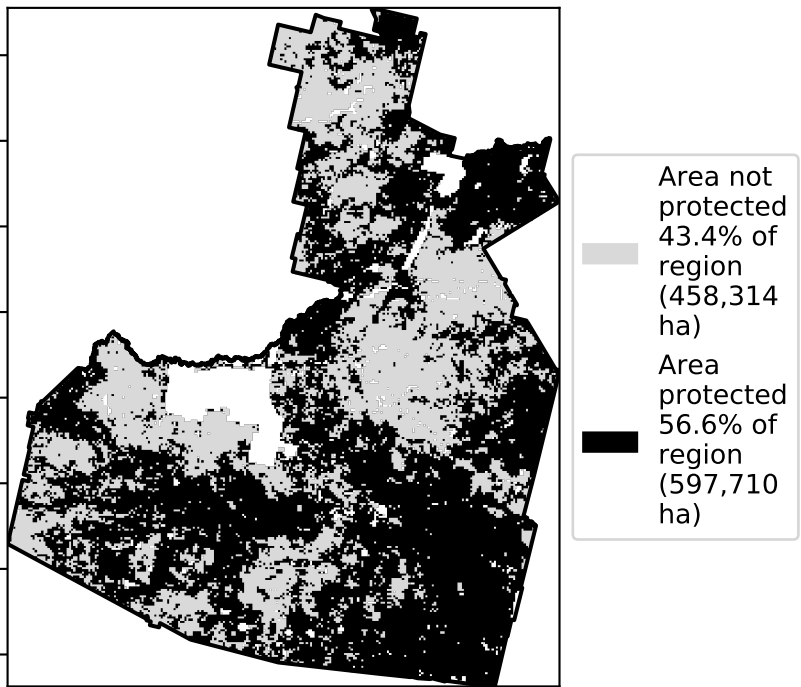 Area not
protected
43.4% of
region
(458,314
ha)
Area
protected
56.6% of
region
(597,710
ha)